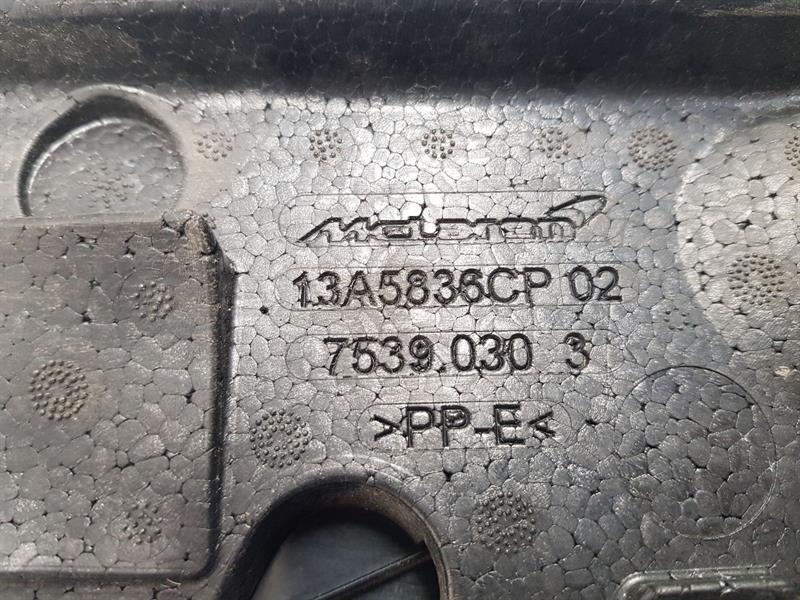 McLaren
13A5836CP 02
7539.030 3
>PP-E<